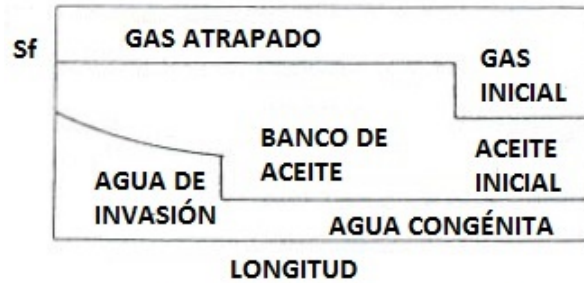 Sf
GAS ATRAPADO
GAS
INICIAL
BANCO DE
ACEITE
ACEITE
INICIAL
AGUA DE
INVASIÓN
AGUA CONGÉNITA
LONGITUD